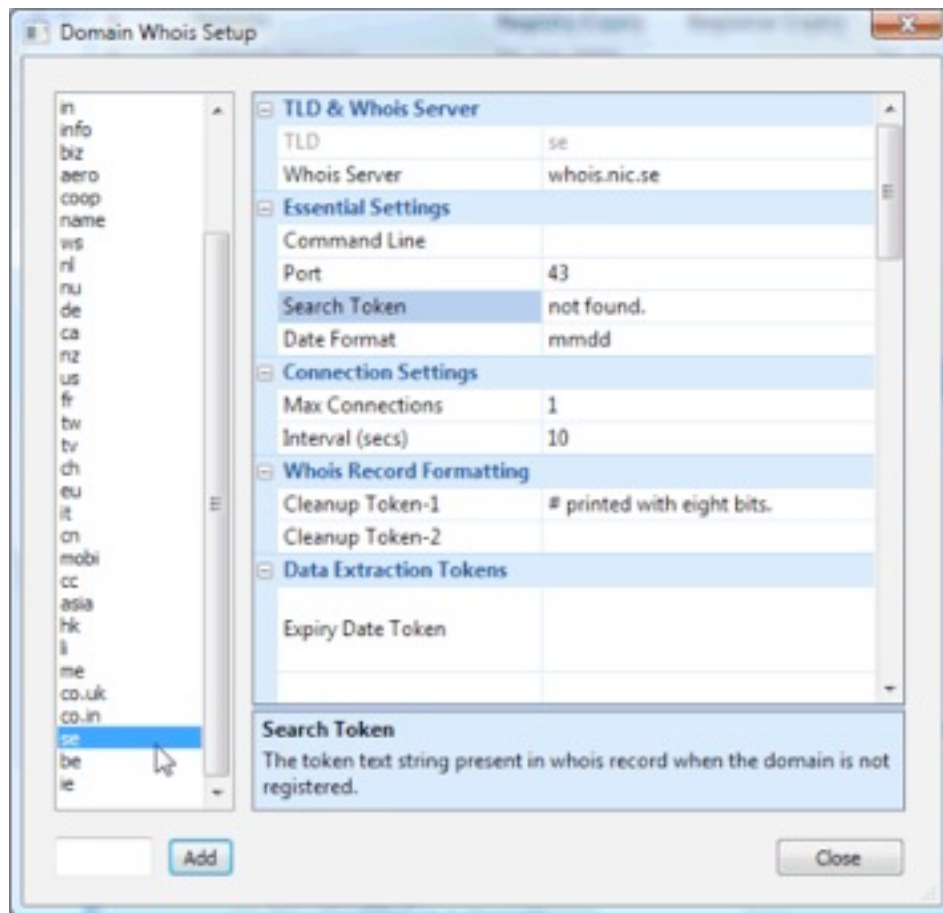 Domain Whois Setup
in
info
biz
aero
coop
name
ws
nl
nu
de
ca
nz
us
fr
tw
tv
ch
eu
it
cn
mobi
cc
asia
hk
li
me
co.uk
co.in
se
be
ie
TLD & Whois Server
TLD se
Whois Server whois.nic.se
Essential Settings
Command Line
Port 43
Search Token not found.
Date Format mmdd
Connection Settings
Max Connections 1
Interval (secs) 10
Whois Record Formatting
Cleanup Token-1 # printed with eight bits.
Cleanup Token-2
Data Extraction Tokens
Expiry Date Token
Search Token
The token text string present in whois record when the domain is not
registered.
Add
Close